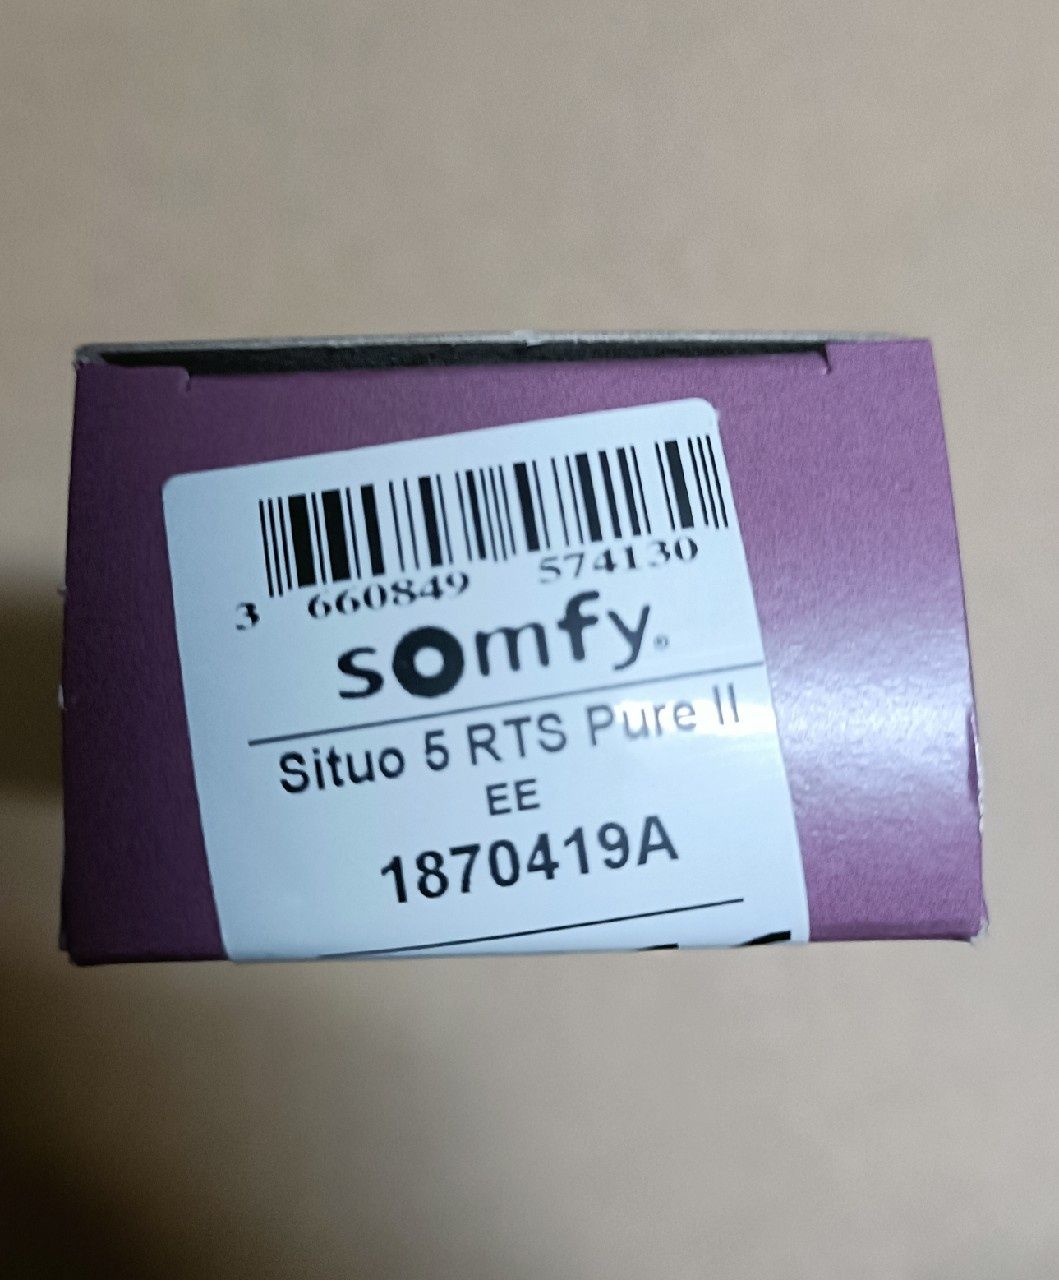 3 660849 574130
somfy®
Situo 5 RTS Pure II
EE
1870419A